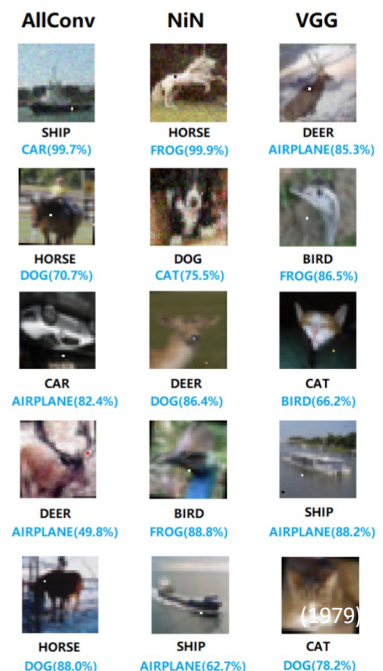 AllConv NiN VGG
SHIP HORSE DEER
CAR(99.7%) FROG(99.9%) AIRPLANE(85.3%)
HORSE DOG BIRD
DOG(70.7%) CAT(75.5%) FROG(86.5%)
CAR DEER CAT
AIRPLANE(82.4%) DOG(86.4%) BIRD(66.2%)
DEER BIRD SHIP
AIRPLANE(49.8%) FROG(88.8%) AIRPLANE(88.2%)
(1979)
HORSE SHIP CAT
DOG(88.0%) AIRPLANE(62.7%) DOG(78.2%)